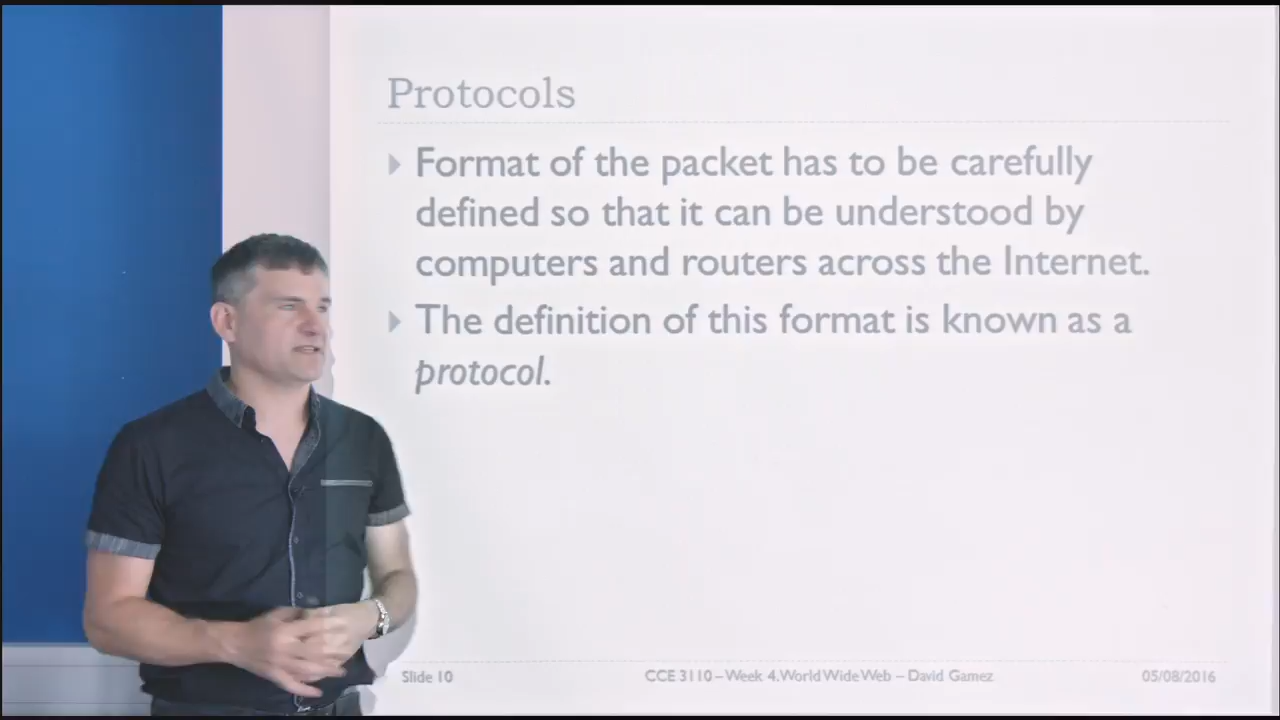 Protocols
Format of the packet has to be carefully
defined so that it can be understood by
computers and routers across the Internet.
The definition of this format is known as a
protocol.
Slide 10
CCE 3110 – Week 4. World Wide Web – David Gamez
05/08/2016